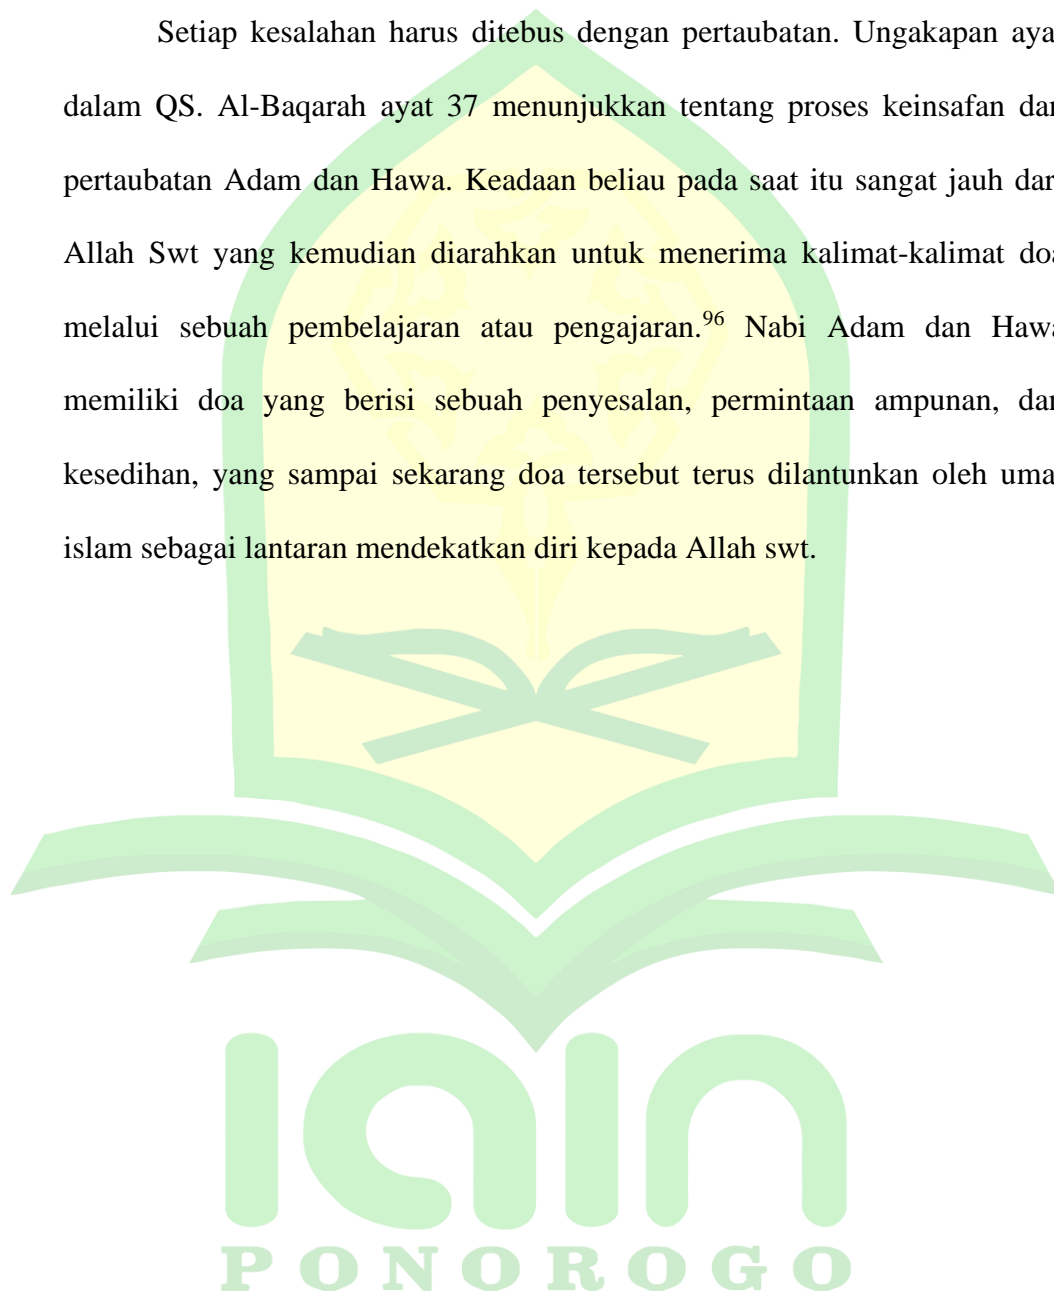 Setiap kesalahan harus ditebus dengan pertaubatan. Ungakapan aya
dalam QS. Al-Baqarah ayat 37 menunjukkan tentang proses keinsafan dan
pertaubatan Adam dan Hawa. Keadaan beliau pada saat itu sangat jauh dar
Allah Swt yang kemudian diarahkan untuk menerima kalimat-kalimat doa
melalui sebuah pembelajaran atau pengajaran.96 Nabi Adam dan Hawa
memiliki doa yang berisi sebuah penyesalan, permintaan ampunan, dan
kesedihan, yang sampai sekarang doa tersebut terus dilantunkan oleh uma
islam sebagai lantaran mendekatkan diri kepada Allah swt.
iain
PONOROGO